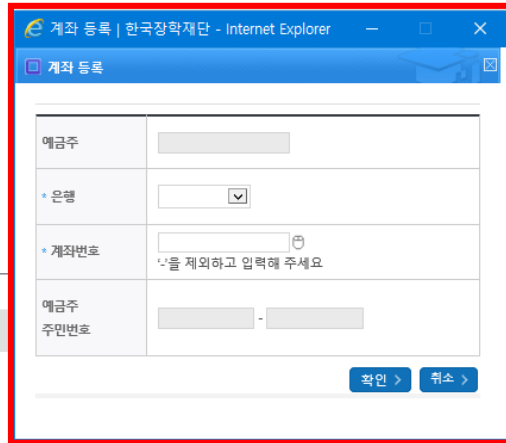 계좌 등록 | 한국장학재단 - Internet Explorer
계좌 등록
예금주
* 은행
* 계좌번호
'-'을 제외하고 입력해 주세요
예금주
주민번호
-
확인 >
취소 >